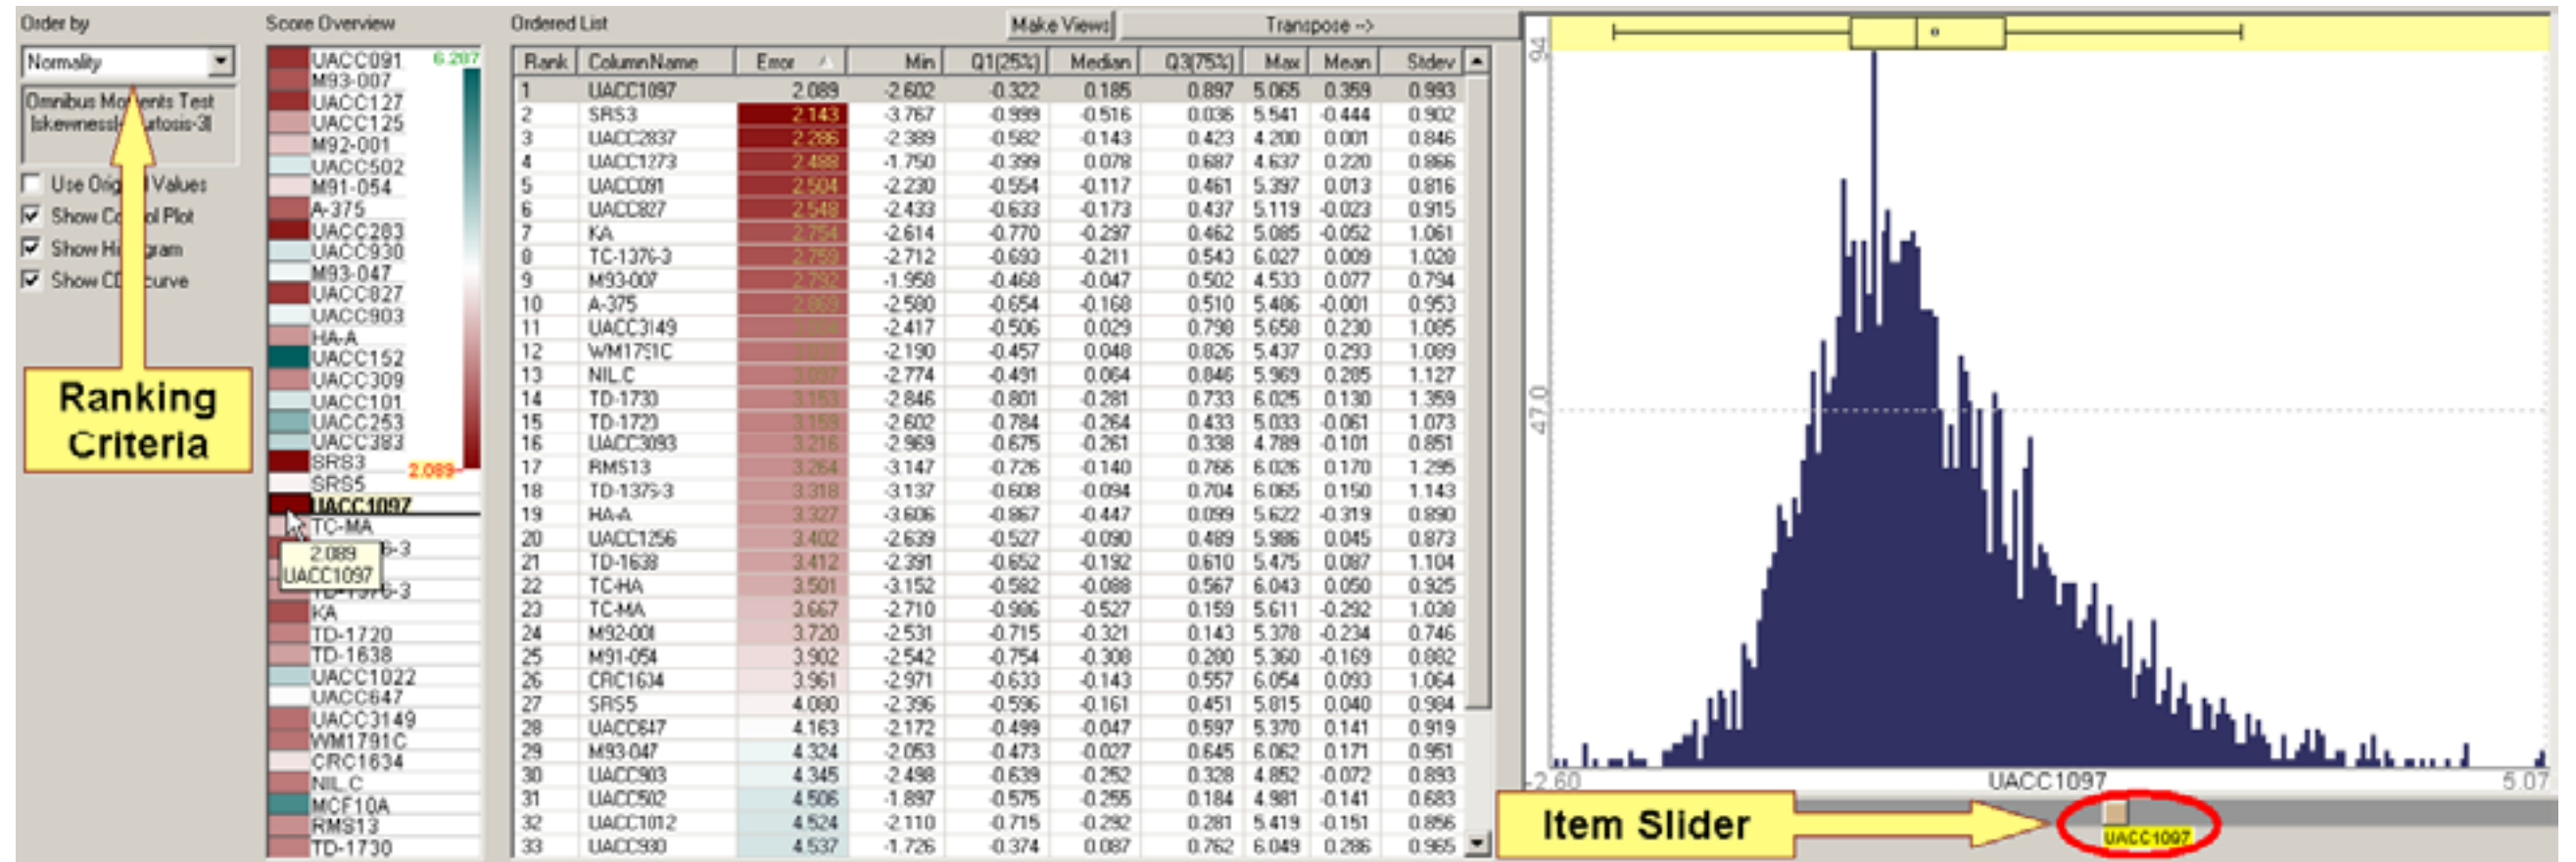 Order by
Normality
Omnibus Moments Test
Use Values
Show Plot
Show
Show curve
Ranking
Criteria
Score Overview
6.287
UACC091
M93-007
UACC127
UACC125
M92-001
UACC502
M91-054
A-375
UACC283
UACC930
M93-047
UACC827
UACC903
HA-A
UACC152
UACC309
UACC101
UACC253
UACC383
SRS3
2.089
SRS5
UACC1097
TC-MA
2.089
UACC1097
KA
TD-1720
TD-1638
UACC1022
UACC647
UACC3149
WM1791C
CRC1634
NIL.C
MCF10A
RMS13
TD-1730
Ordered List Make Views Transpose -->
Rank Column Name Error Min Q1(25%) Median Q3(75%) Max Mean Stdev
1 UACC1097 2.089 -2.602 -0.322 0.185 0.897 5.065 0.359 0.993
2 SRS3 2.143 -3.767 -0.999 -0.516 0.036 5.541 -0.444 0.902
3 UACC2837 2.286 -2.389 -0.582 -0.143 0.423 4.200 0.001 0.846
4 UACC1273 2.488 -1.750 -0.399 0.078 0.687 4.637 0.220 0.866
5 UACC091 2.504 -2.230 -0.554 -0.117 0.461 5.397 0.013 0.816
6 UACC827 2.548 -2.433 -0.633 -0.173 0.437 5.119 -0.023 0.915
7 KA 2.754 -2.614 -0.770 -0.297 0.462 5.085 -0.052 1.061
8 TC-1376-3 2.759 -2.712 -0.693 -0.211 0.543 6.027 0.009 1.028
9 M93-007 2.792 -1.958 -0.468 -0.047 0.502 4.533 0.077 0.794
10 A-375 2.869 -2.580 -0.654 -0.168 0.510 5.486 -0.001 0.953
11 UACC3149 -2.417 -0.506 0.029 0.798 5.658 0.230 1.085
12 WM1791C -2.190 -0.457 0.048 0.826 5.437 0.293 1.089
13 NIL.C -2.774 -0.491 0.064 0.846 5.969 0.285 1.127
14 TD-1730 3.153 -2.846 -0.801 -0.281 0.733 6.025 0.130 1.359
15 TD-1720 3.159 -2.602 -0.784 -0.264 0.433 5.033 -0.061 1.073
16 UACC3093 3.216 -2.969 -0.675 -0.261 0.338 4.789 -0.101 0.851
17 RMS13 3.264 -3.147 -0.726 -0.140 0.766 6.026 0.170 1.295
18 TD-1376-3 3.318 -3.137 -0.608 -0.094 0.704 6.065 0.150 1.143
19 HA-A 3.327 -3.606 -0.867 -0.447 0.099 5.622 -0.319 0.890
20 UACC1256 3.402 -2.639 -0.527 -0.090 0.489 5.986 0.045 0.873
21 TD-1638 3.412 -2.391 -0.652 -0.192 0.610 5.475 0.087 1.104
22 TC-HA 3.501 -3.152 -0.582 -0.088 0.567 6.043 0.050 0.925
23 TC-MA 3.667 -2.710 -0.986 -0.527 0.159 5.611 -0.292 1.038
24 M92-001 3.720 -2.531 -0.715 -0.321 0.143 5.378 -0.234 0.746
25 M91-054 3.902 -2.542 -0.754 -0.308 0.280 5.360 -0.169 0.882
26 CRC1634 3.961 -2.971 -0.633 -0.143 0.557 6.054 0.093 1.064
27 SRS5 4.080 -2.396 -0.596 -0.161 0.451 5.815 0.040 0.984
28 UACC647 4.163 -2.172 -0.499 -0.047 0.597 5.370 0.141 0.919
29 M93-047 4.324 -2.053 -0.473 -0.027 0.645 6.062 0.171 0.951
30 UACC903 4.345 -2.498 -0.639 -0.252 0.328 4.852 -0.072 0.893
31 UACC502 4.506 -1.897 -0.575 -0.255 0.184 4.981 -0.141 0.683
32 UACC1012 4.524 -2.110 -0.715 -0.292 0.281 5.419 -0.151 0.856
33 UACC930 4.537 -1.726 -0.374 0.087 0.762 6.049 0.286 0.965
94
47.0
-2.60 UACC1097 5.07
Item Slider
UACC1097